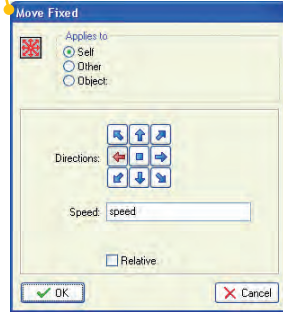 Move Fixed
Applies to
Self
Other
Object:
Directions:
Speed: speed
Relative
OK Cancel